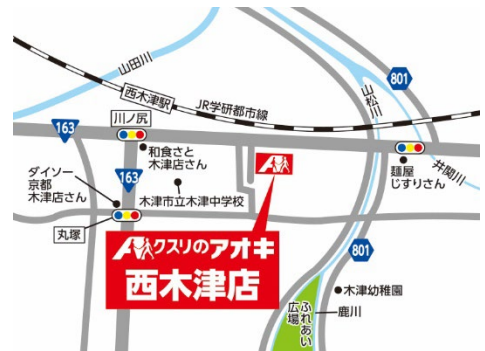 山田川
西木津駅
JR学研都市線
山松川
801
163
川ノ尻
和食さと
木津店さん
麺屋
じすりさん
井関川
ダイソー
京都
木津店さん
163
木津市立木津中学校
丸塚
クスリのアオキ
西木津店
801
木津幼稚園
鹿川
ふれあい
広場